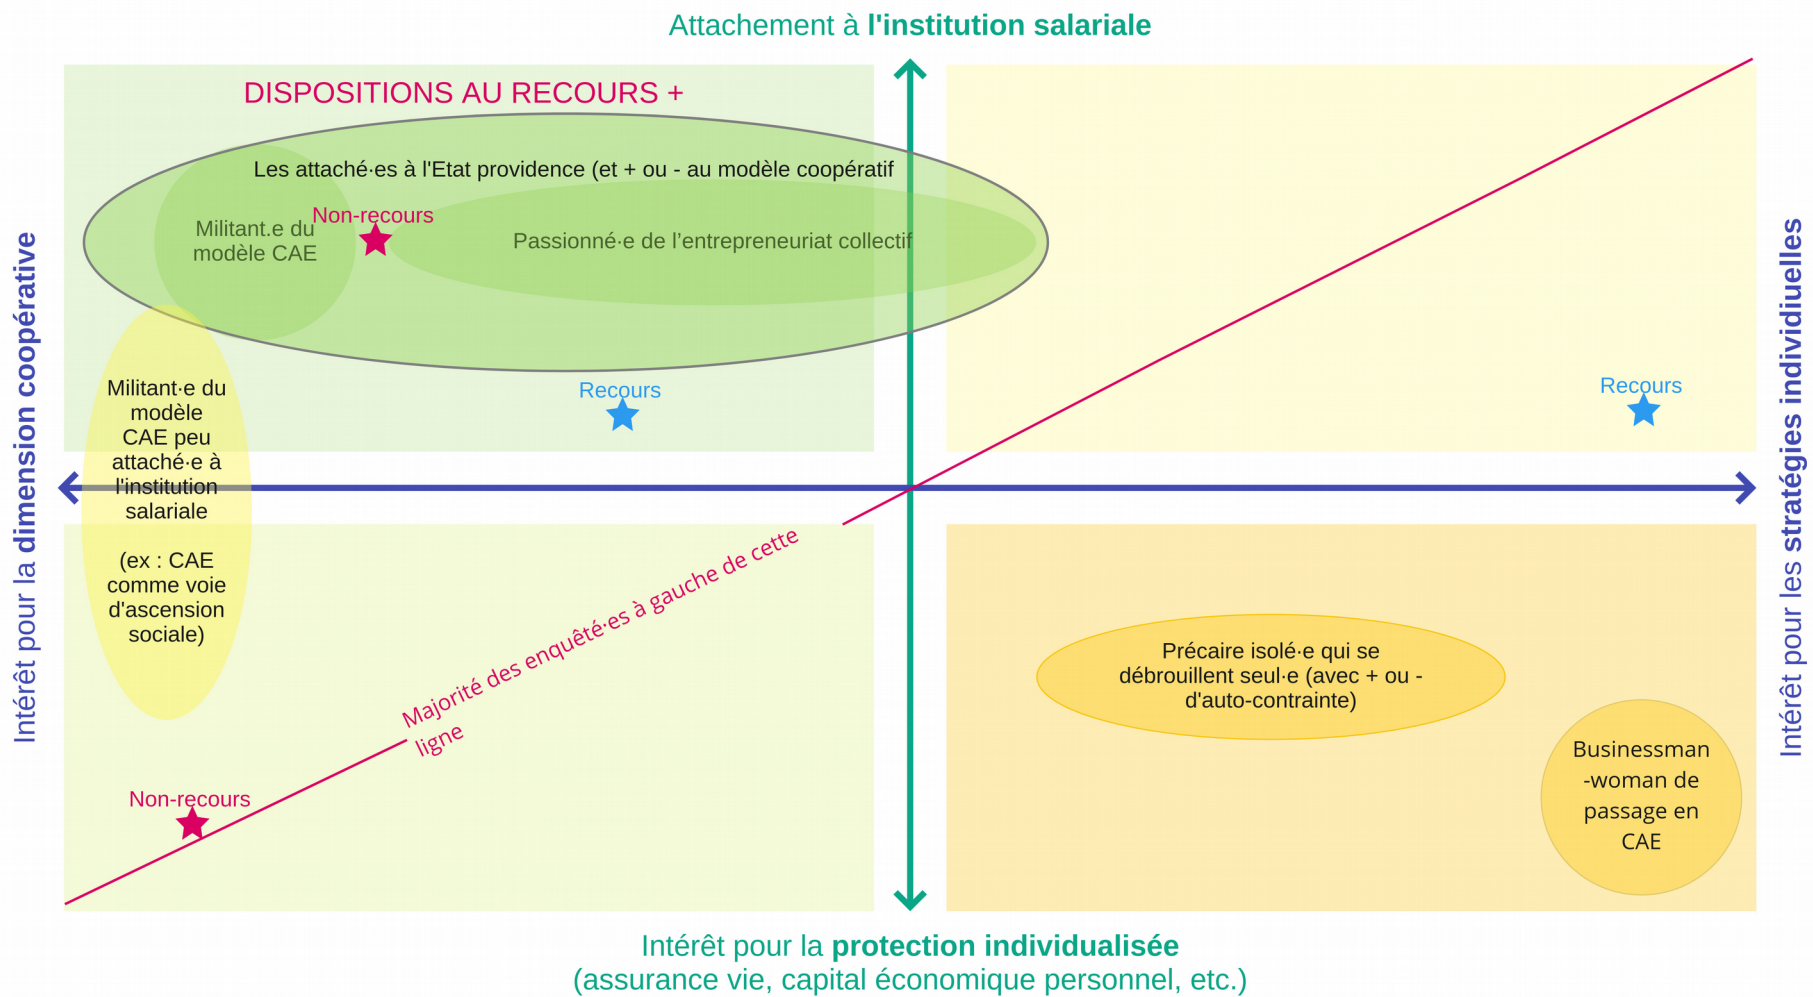 Attachement à l'institution salariale
DISPOSITIONS AU RECOURS +
Les attaché·es à l'Etat providence (et + ou - au modèle coopératif
Non-recours
Militant.e du
modèle CAE
Passionné·e de l’entrepreneuriat collectif
Recours
Recours
Intérêt pour la dimension coopérative
Intérêt pour les stratégies individiuelles
Militant·e du
modèle
CAE peu
attaché·e à
l'institution
salariale
(ex : CAE
comme voie
d'ascension
sociale)
Majorité des enquêté·es à gauche de cette
ligne
Non-recours
Précaire isolé·e qui se
débrouillent seul·e (avec + ou -
d'auto-contrainte)
Businessman
-woman de
passage en
CAE
Intérêt pour la protection individualisée
(assurance vie, capital économique personnel, etc.)